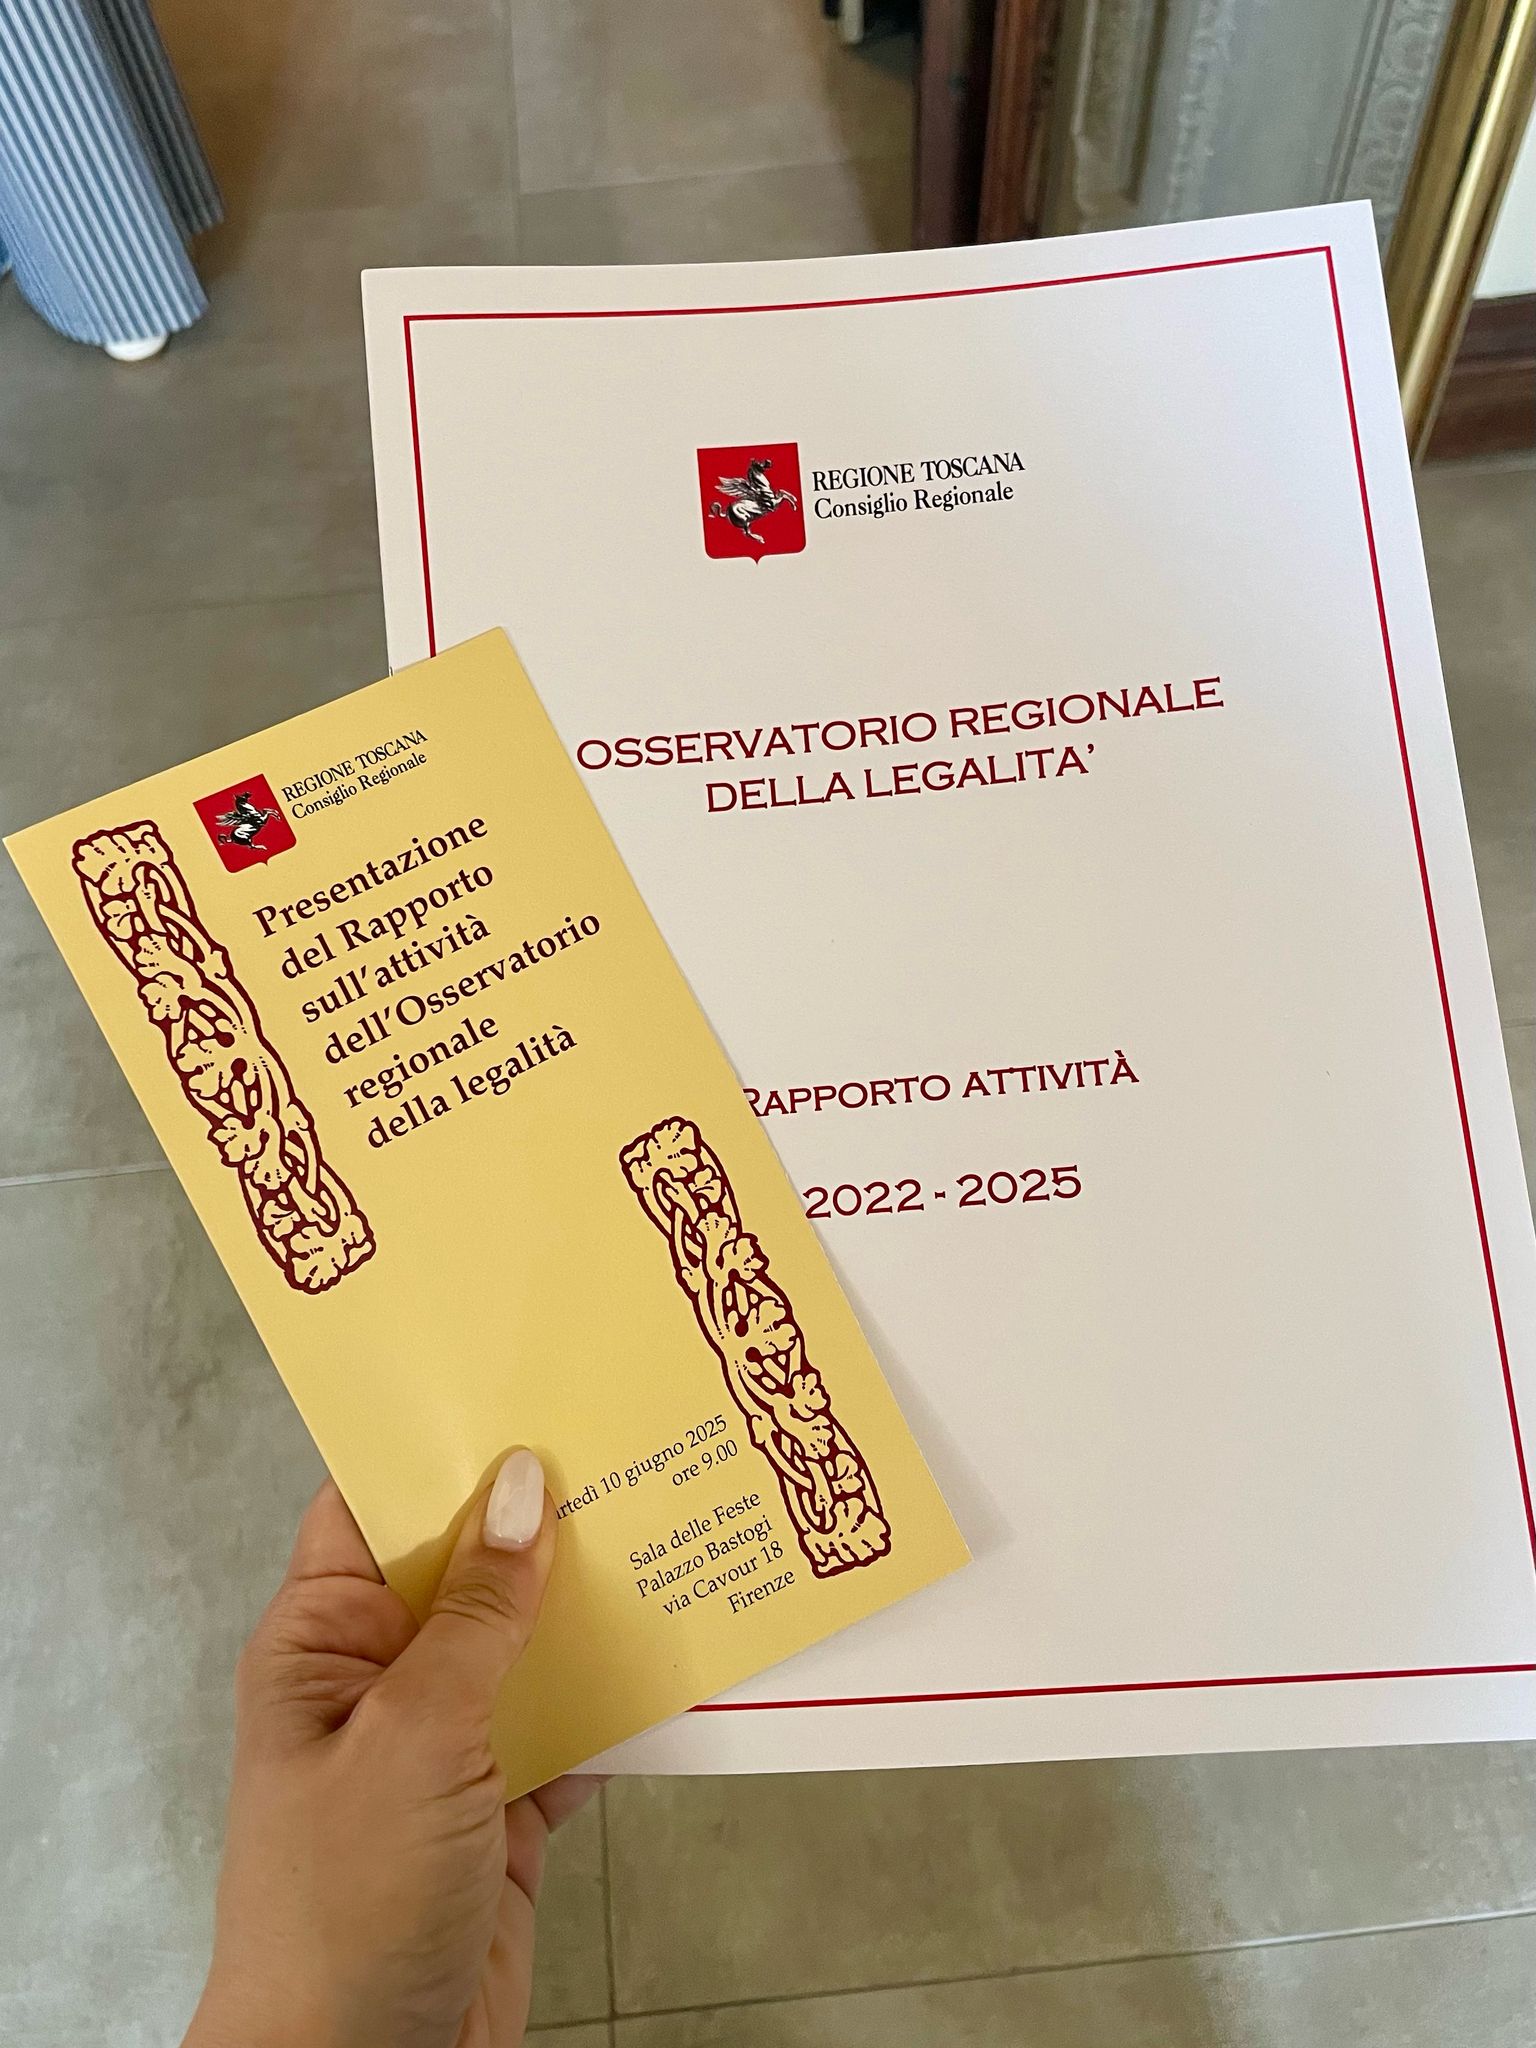 REGIONE TOSCANA
Consiglio Regionale
OSSERVATORIO REGIONALE
DELLA LEGALITA'
RAPPORTO ATTIVITÀ
2022 - 2025
REGIONE TOSCANA
Consiglio Regionale
Presentazione
del Rapporto
sull'attività
dell'Osservatorio
regionale
della legalità
10 giugno 2025
ore 9.00
Sala delle Feste
Palazzo Bastogi
via Cavour 18
Firenze